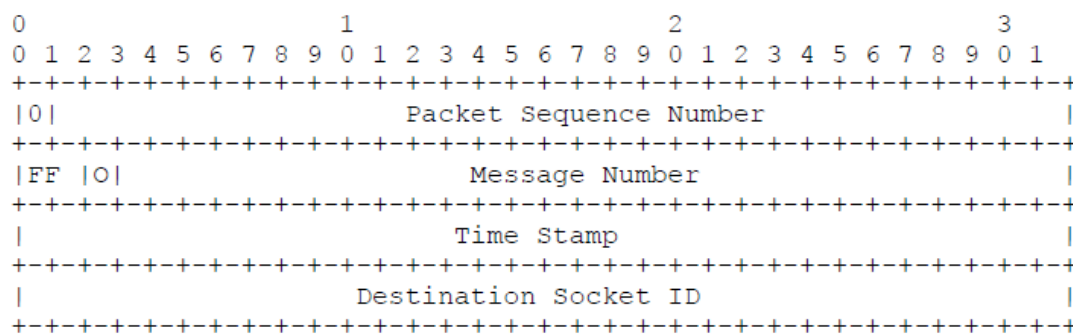 0                   1                   2                   3
0 1 2 3 4 5 6 7 8 9 0 1 2 3 4 5 6 7 8 9 0 1 2 3 4 5 6 7 8 9 0 1
+-+-+-+-+-+-+-+-+-+-+-+-+-+-+-+-+-+-+-+-+-+-+-+-+-+-+-+-+-+-+-+-+
|0|                     Packet Sequence Number                  |
+-+-+-+-+-+-+-+-+-+-+-+-+-+-+-+-+-+-+-+-+-+-+-+-+-+-+-+-+-+-+-+-+
|FF |O|                     Message Number                      |
+-+-+-+-+-+-+-+-+-+-+-+-+-+-+-+-+-+-+-+-+-+-+-+-+-+-+-+-+-+-+-+-+
|                          Time Stamp                           |
+-+-+-+-+-+-+-+-+-+-+-+-+-+-+-+-+-+-+-+-+-+-+-+-+-+-+-+-+-+-+-+-+
|                    Destination Socket ID                      |
+-+-+-+-+-+-+-+-+-+-+-+-+-+-+-+-+-+-+-+-+-+-+-+-+-+-+-+-+-+-+-+-+